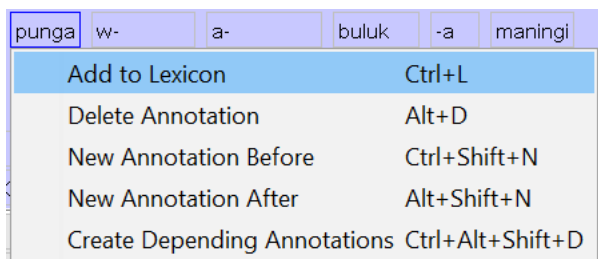 punga w- a- buluk -a maningi
Add to Lexicon Ctrl+L
Delete Annotation Alt+D
New Annotation Before Ctrl+Shift+N
New Annotation After Alt+Shift+N
Create Depending Annotations Ctrl+Alt+Shift+D